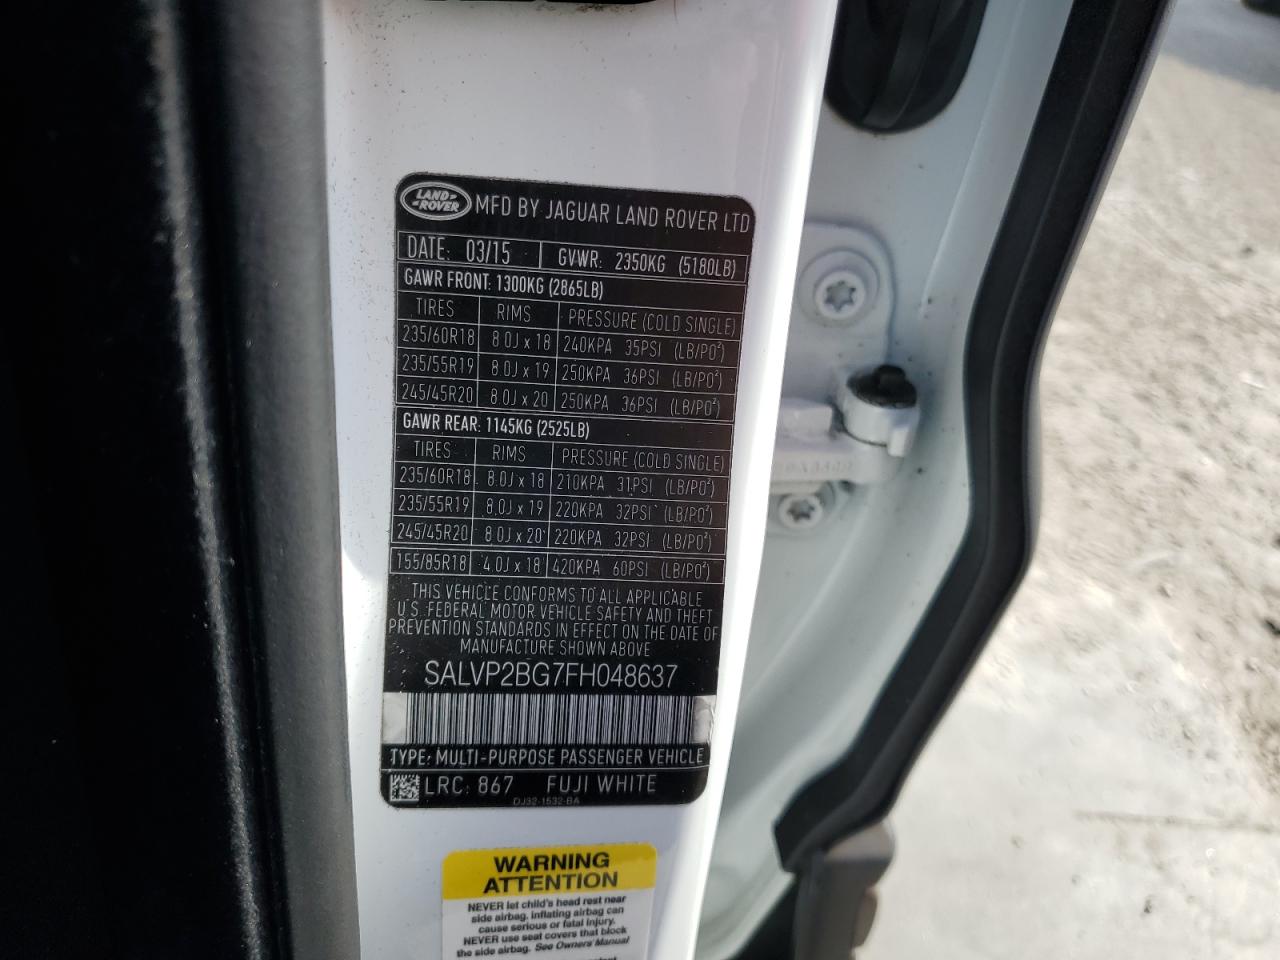 LAND ROVER
MFD BY JAGUAR LAND ROVER LTD
DATE: 03/15 GVWR: 2350KG (5180LB)
GAWR FRONT: 1300KG (2865LB)
TIRES RIMS PRESSURE (COLD SINGLE)
235/60R18 8.0J x 18 240KPA 35PSI (LB/PO²)
235/55R19 8.0J x 19 250KPA 36PSI (LB/PO²)
245/45R20 8.0J x 20 250KPA 36PSI (LB/PO²)
GAWR REAR: 1145KG (2525LB)
TIRES RIMS PRESSURE (COLD SINGLE)
235/60R18 8.0J x 18 210KPA 31PSI (LB/PO²)
235/55R19 8.0J x 19 220KPA 32PSI (LB/PO²)
245/45R20 8.0J x 20 220KPA 32PSI (LB/PO²)
155/85R18 4.0J x 18 420KPA 60PSI (LB/PO²)
THIS VEHICLE CONFORMS TO ALL APPLICABLE
U.S. FEDERAL MOTOR VEHICLE SAFETY AND THEFT
PREVENTION STANDARDS IN EFFECT ON THE DATE OF
MANUFACTURE SHOWN ABOVE
SALVP2BG7FH048637
TYPE: MULTI-PURPOSE PASSENGER VEHICLE
LRC: 867 FUJI WHITE
DJ32-1532-BA
WARNING
ATTENTION
NEVER let child's head rest near
side airbag, inflating airbag can
cause serious or fatal injury.
NEVER use seat covers that block
the side airbag. See Owners' Manual